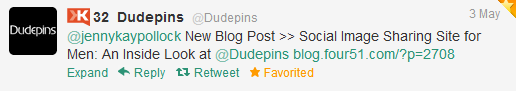 Dudepins
K 32 Dudepins @Dudepins 3 May
@jennykaypollock New Blog Post >> Social Image Sharing Site for
Men: An Inside Look at @Dudepins blog.four51.com/?p=2708
Expand Reply Retweet Favorited